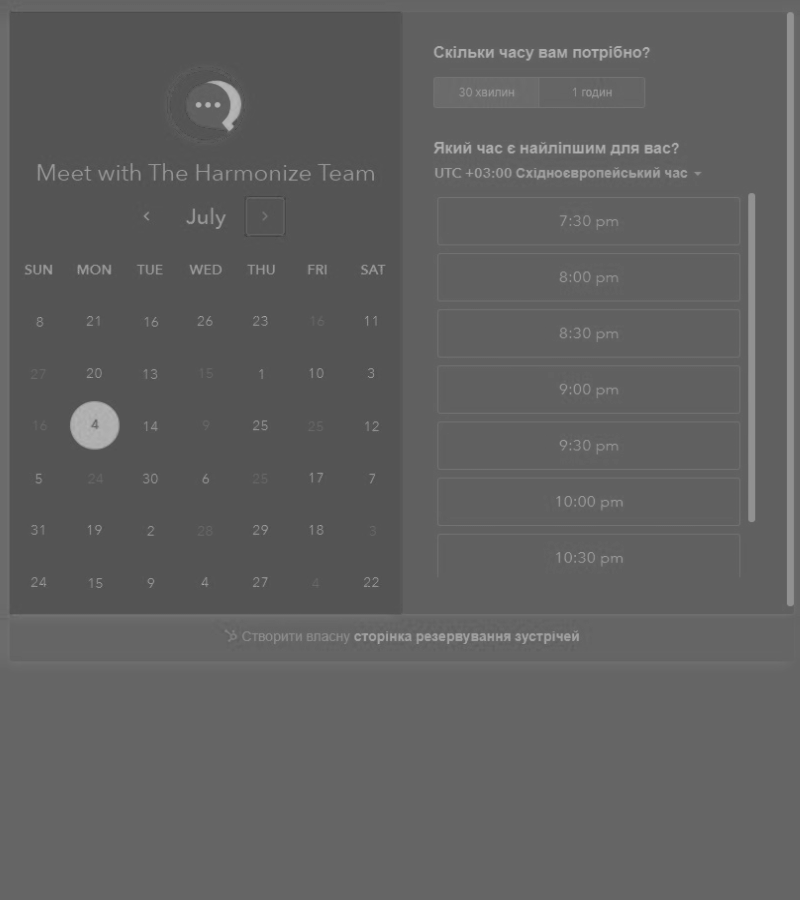 Meet with The Harmonize Team
July
SUN MON TUE WED THU FRI SAT
8 21 16 26 23 16 11
27 20 13 15 1 10 3
16 4 14 9 25 25 12
5 24 30 6 25 17 7
31 19 2 28 29 18 3
24 15 9 4 27 4 22
Скільки часу вам потрібно?
30 хвилин 1 годин
Який час є найліпшим для вас?
UTC +03:00 Східноєвропейський час
7:30 pm
8:00 pm
8:30 pm
9:00 pm
9:30 pm
10:00 pm
10:30 pm
Створити власну сторінка резервування зустрічей